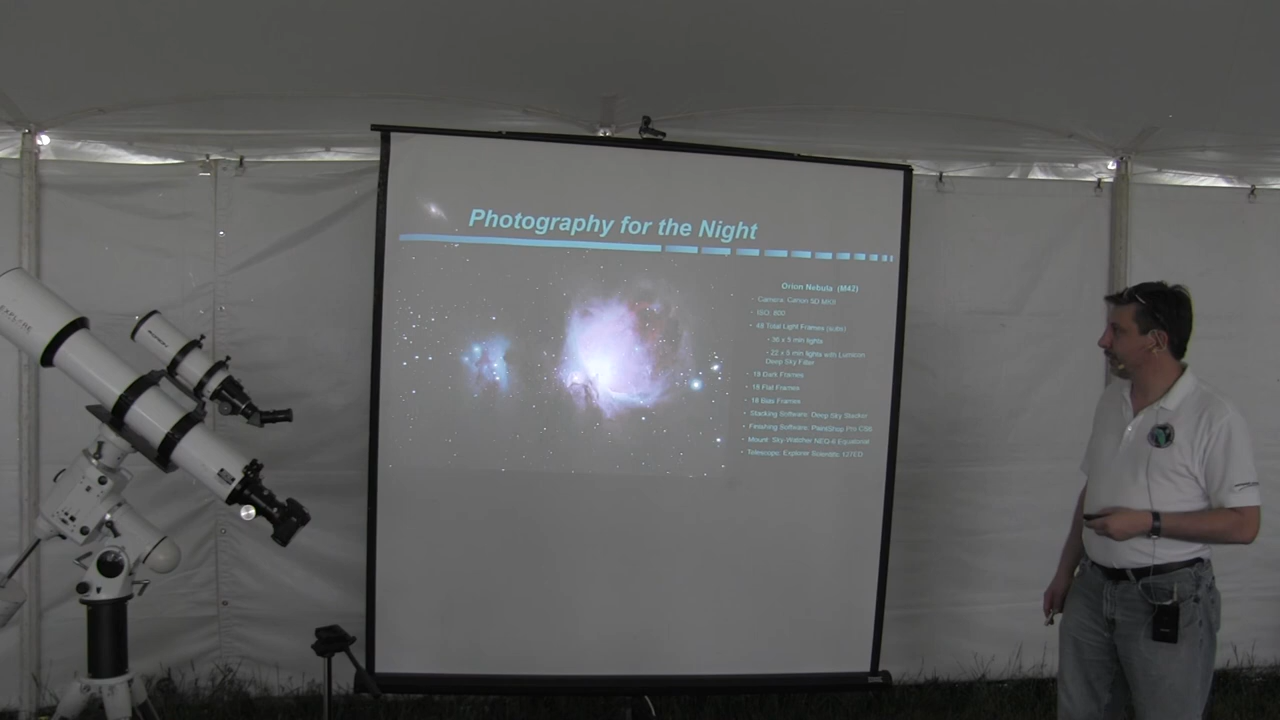 Photography for the Night
Orion Nebula (M42)
Camera: Canon 5D MKII
ISO: 800
48 Total Light Frames (subs)
36 x 5 min lights
22 x 5 min lights with Lumicon
Deep Sky Filter
18 Dark Frames
18 Flat Frames
18 Bias Frames
Stacking Software: Deep Sky Stacker
Finishing Software: PaintShop Pro CS6
Mount: Sky-Watcher NEQ-6 Equatorial
Telescope: Explorer Scientific 127ED
EXPLORE